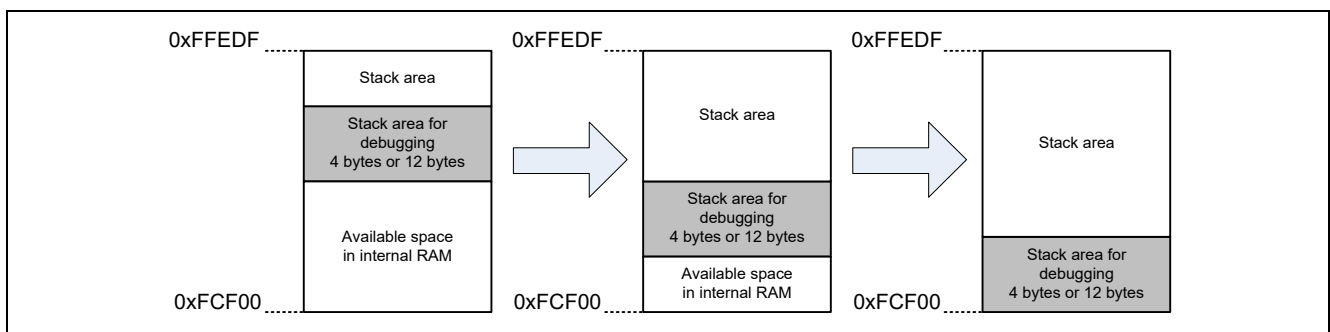 0xFFEDF
Stack area
Stack area for
debugging
4 bytes or 12 bytes
Available space
in internal RAM
0xFCF00
0xFFEDF
Stack area
Stack area for
debugging
4 bytes or 12 bytes
Available space
in internal RAM
0xFCF00
0xFFEDF
Stack area
Stack area for
debugging
4 bytes or 12 bytes
0xFCF00